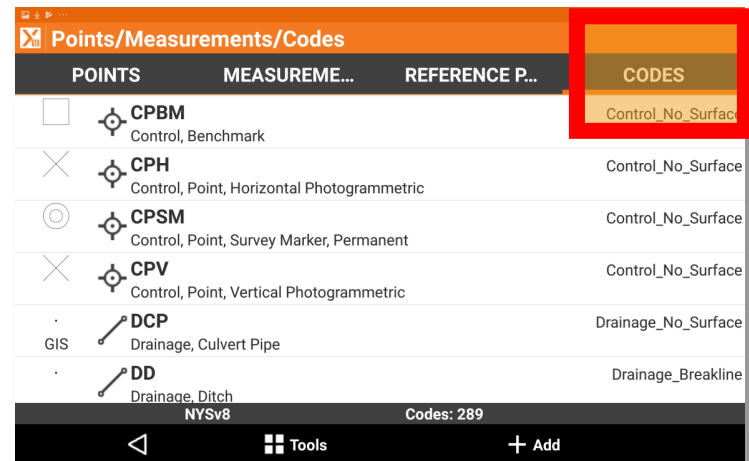 Points/Measurements/Codes
POINTS MEASUREME... REFERENCE P... CODES
CPBM Control_No_Surface
Control, Benchmark
CPH Control_No_Surface
Control, Point, Horizontal Photogrammetric
CPSM Control_No_Surface
Control, Point, Survey Marker, Permanent
CPV Control_No_Surface
Control, Point, Vertical Photogrammetric
DCP Drainage_No_Surface
GIS Drainage, Culvert Pipe
DD Drainage_Breakline
Drainage, Ditch
NYSv8 Codes: 289
Tools Add